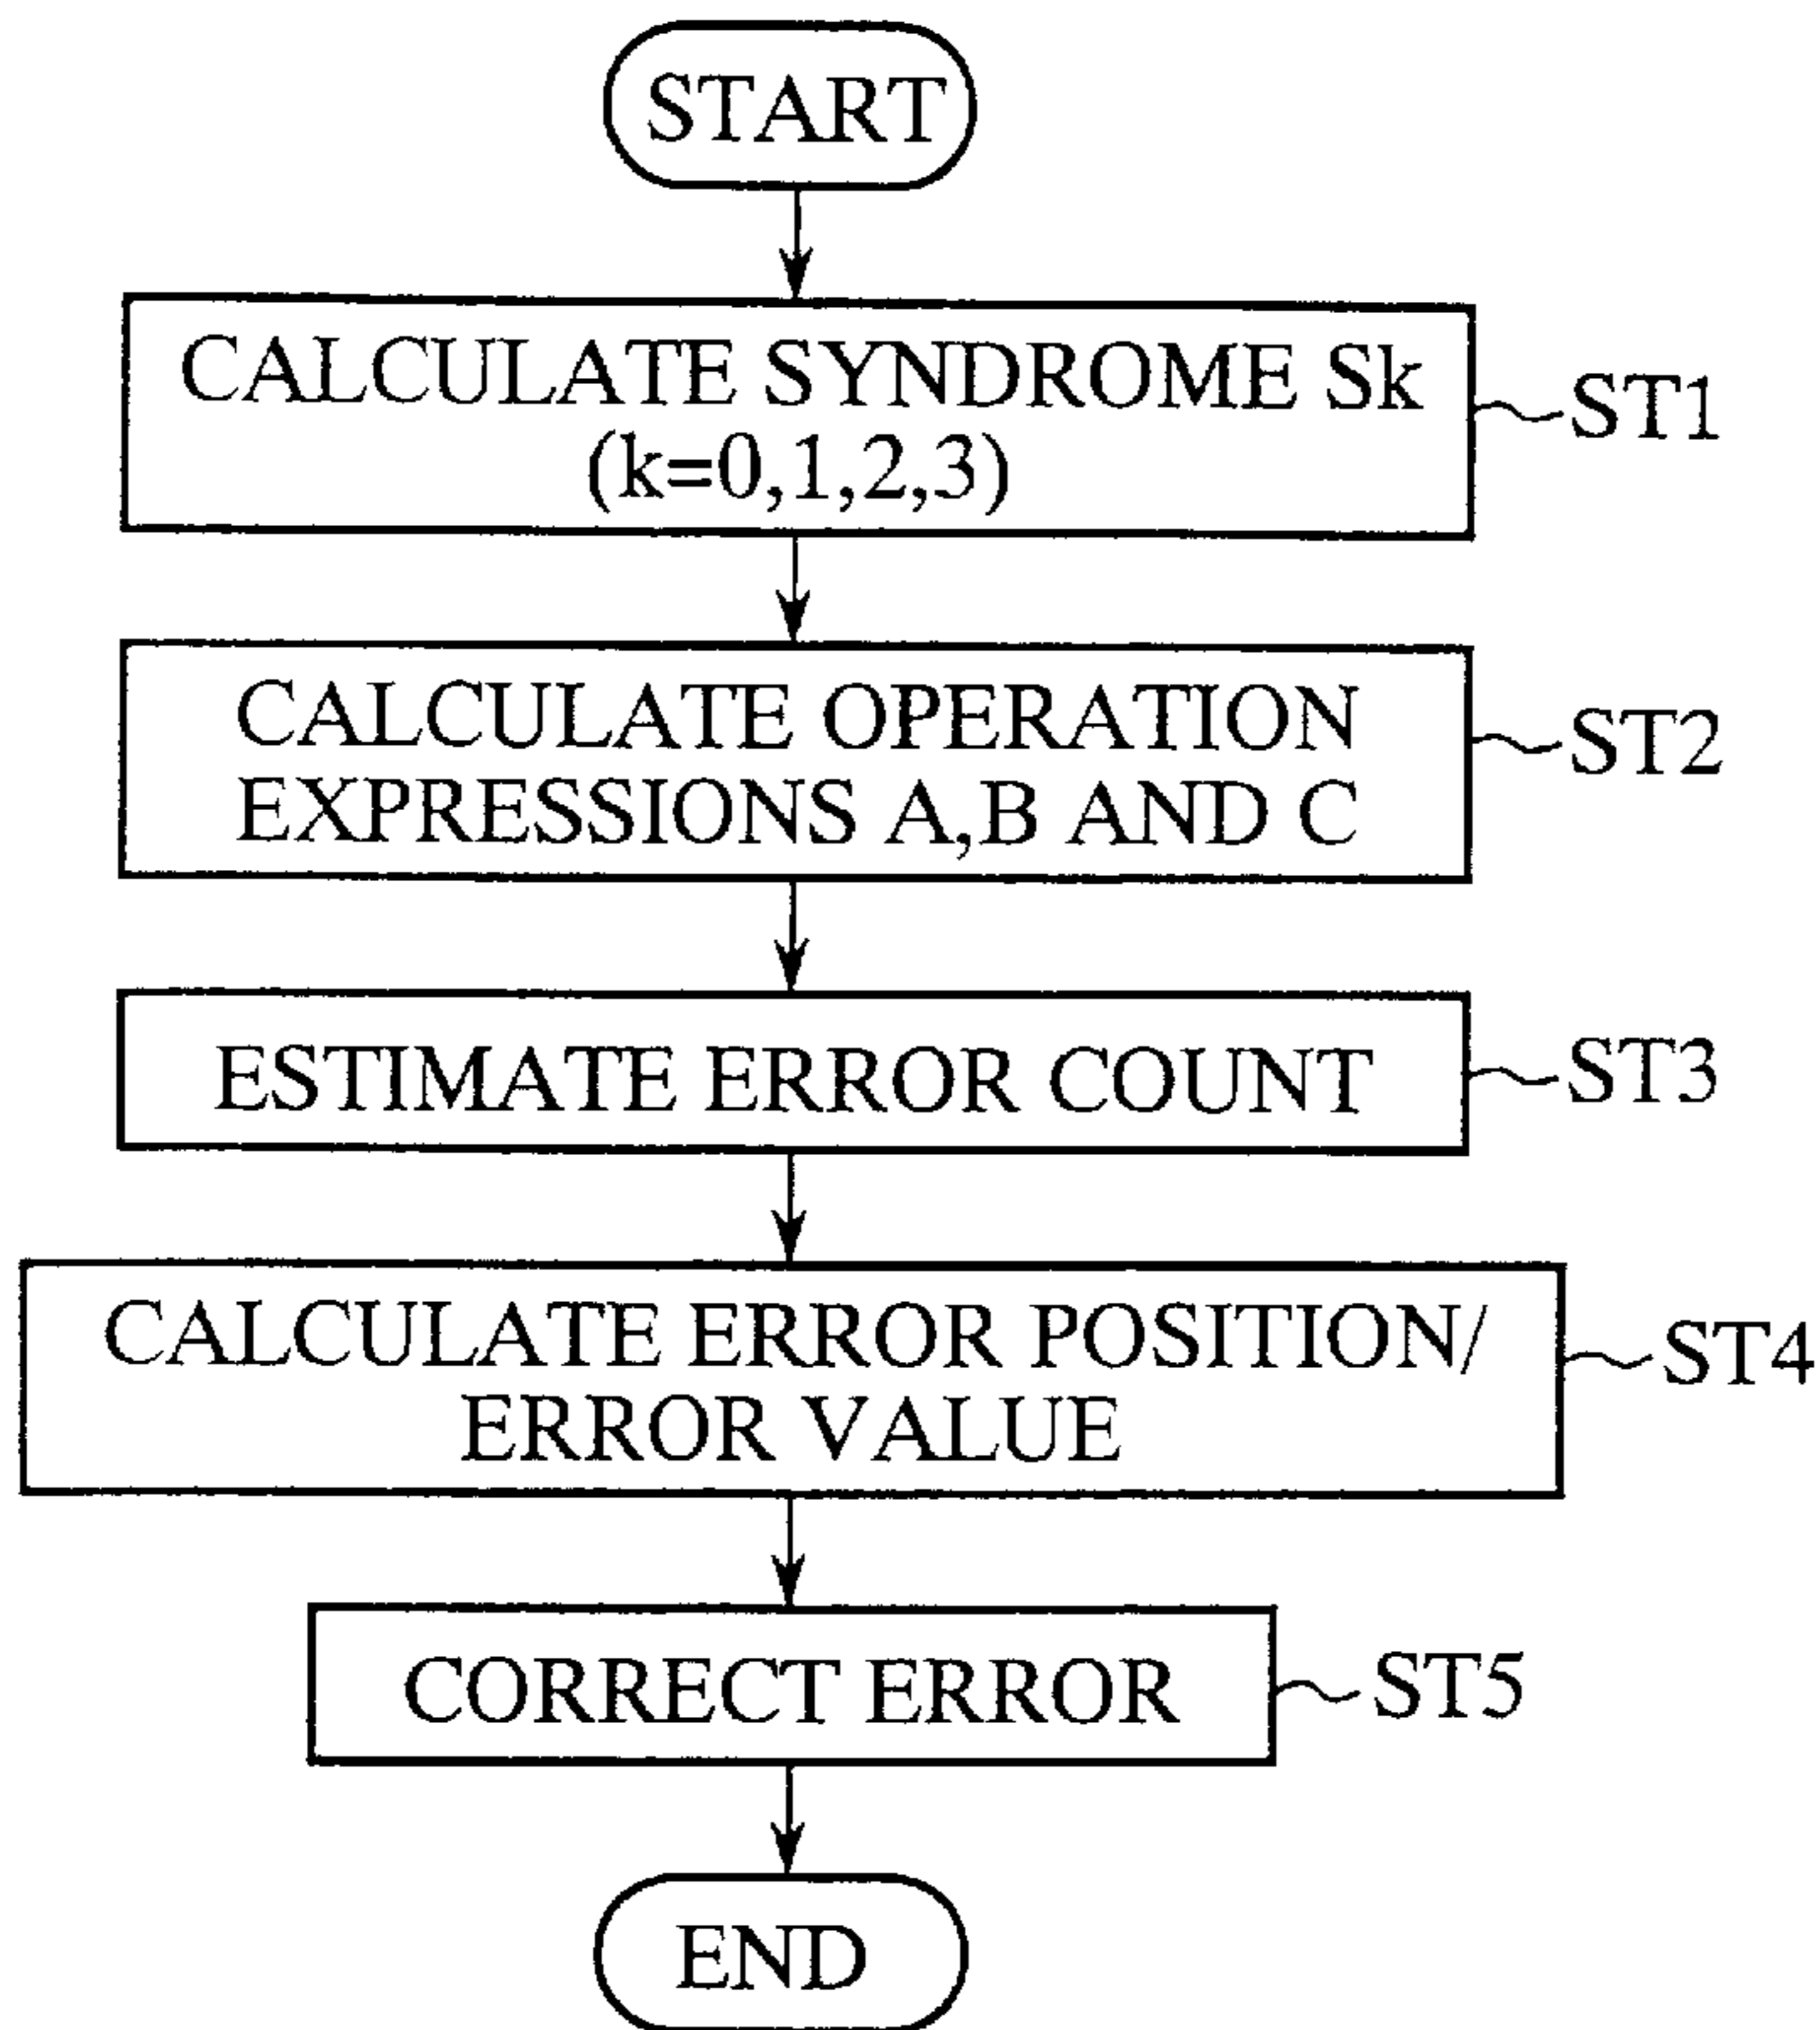 START
CALCULATE SYNDROME Sk
(k=0,1,2,3)
ST1
CALCULATE OPERATION
EXPRESSIONS A,B AND C
ST2
ESTIMATE ERROR COUNT
ST3
CALCULATE ERROR POSITION/
ERROR VALUE
ST4
CORRECT ERROR
ST5
END